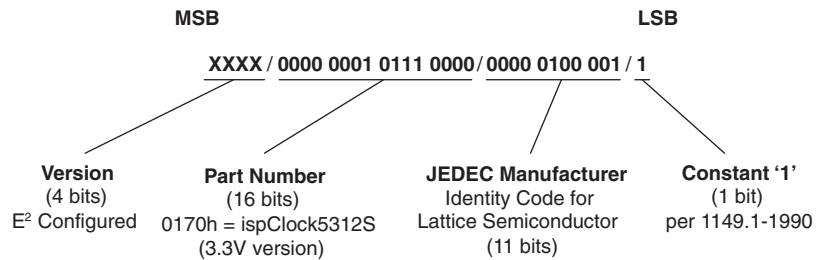 MSB LSB
XXXX / 0000 0001 0111 0000 / 0000 0100 001 / 1
Version
(4 bits)
E² Configured
Part Number
(16 bits)
0170h = ispClock5312S
(3.3V version)
JEDEC Manufacturer
Identity Code for
Lattice Semiconductor
(11 bits)
Constant ‘1’
(1 bit)
per 1149.1-1990